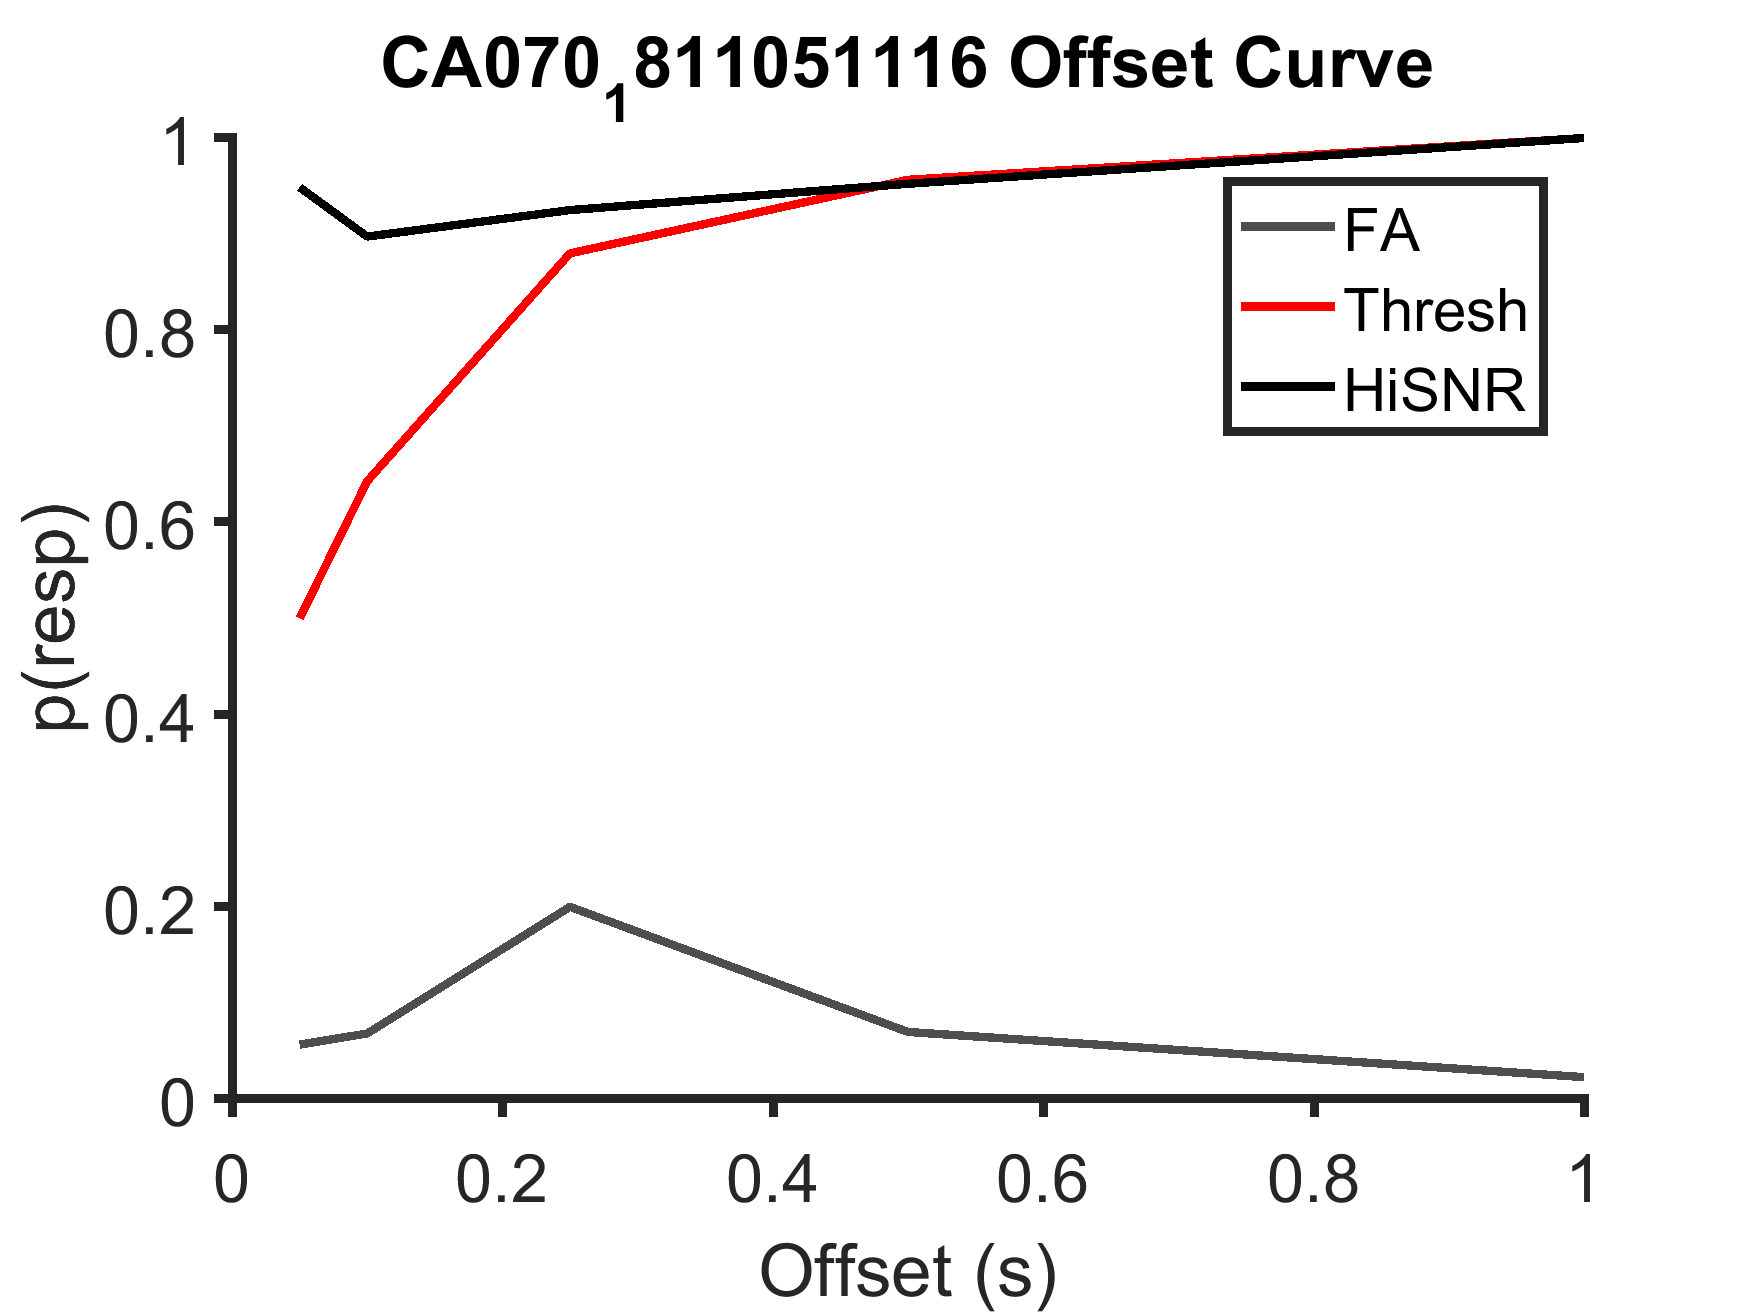 CA070₁811051116 Offset Curve
1
0.8
0.6
0.4
0.2
0
p(resp)
FA
Thresh
HiSNR
0 0.2 0.4 0.6 0.8 1
Offset (s)